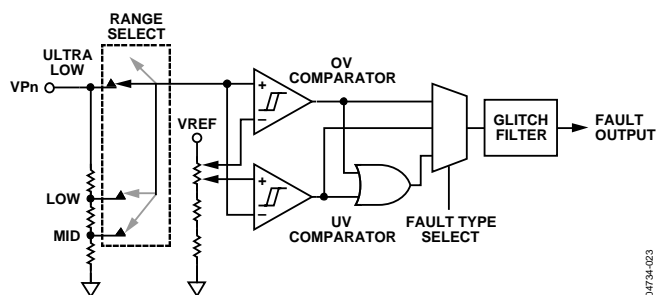 RANGE
SELECT
ULTRA
LOW
VPn
LOW
MID
VREF
+
−
OV
COMPARATOR
+
−
UV
COMPARATOR
FAULT TYPE
SELECT
GLITCH
FILTER
FAULT
OUTPUT
04734-023